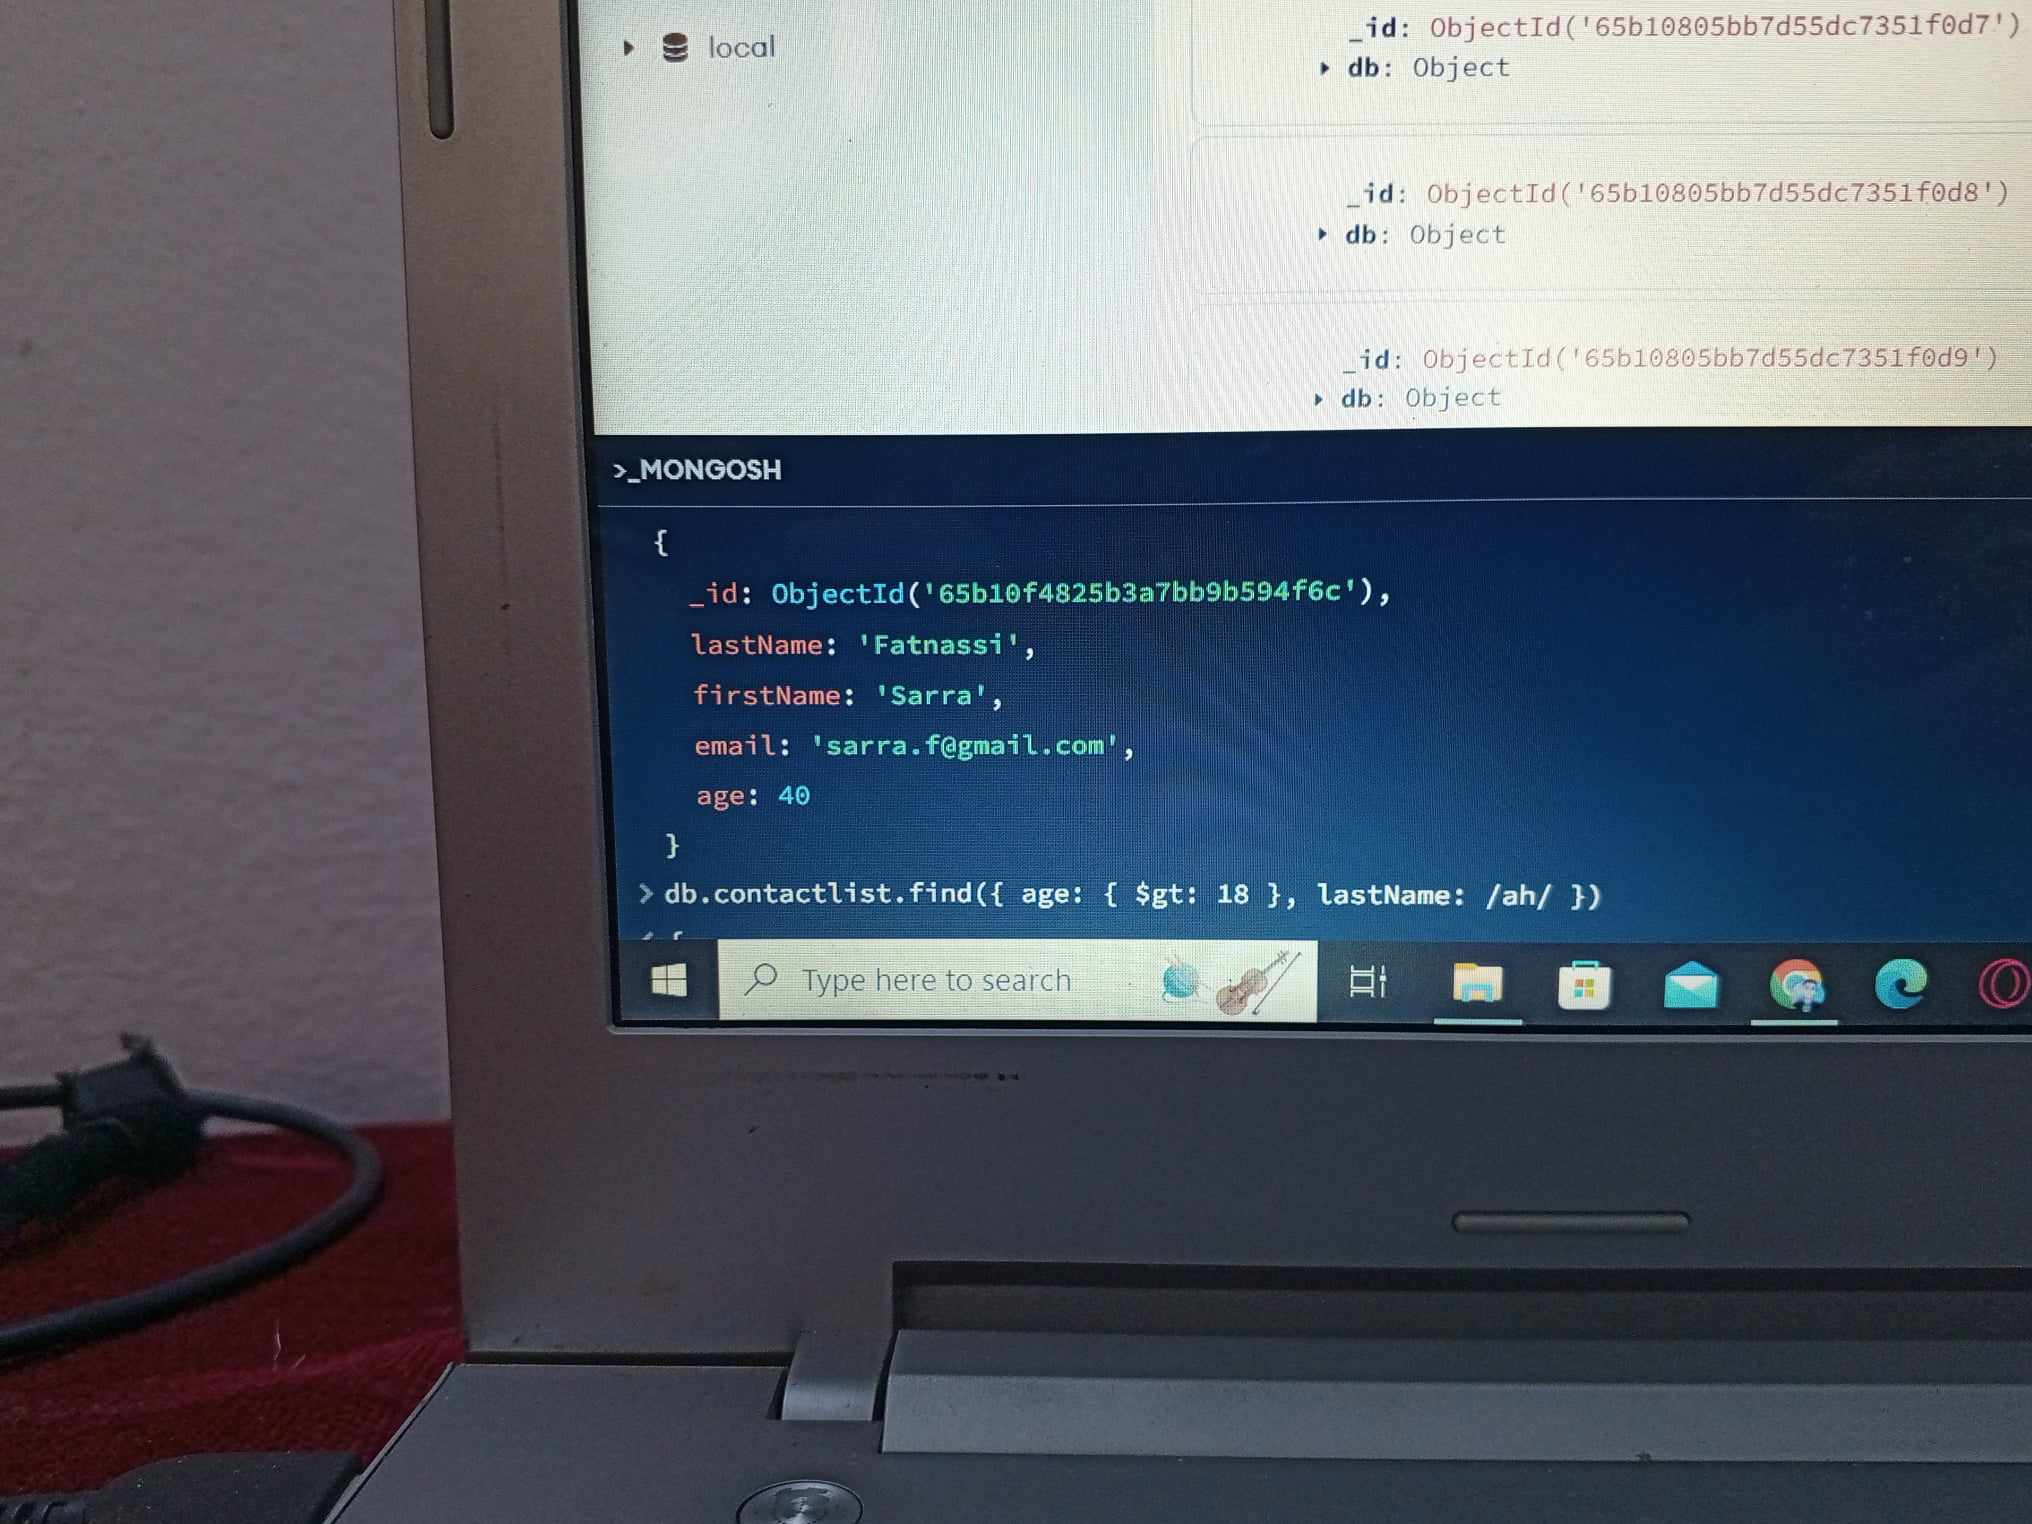 local
_id: ObjectId('65b10805bb7d55dc7351f0d7')
db: Object
_id: ObjectId('65b10805bb7d55dc7351f0d8')
db: Object
_id: ObjectId('65b10805bb7d55dc7351f0d9')
db: Object
>_MONGOSH
{
_id: ObjectId('65b10f4825b3a7bb9b594f6c'),
lastName: 'Fatnassi',
firstName: 'Sarra',
email: 'sarra.f@gmail.com',
age: 40
}
> db.contactlist.find({ age: { $gt: 18 }, lastName: /ah/ })
Type here to search